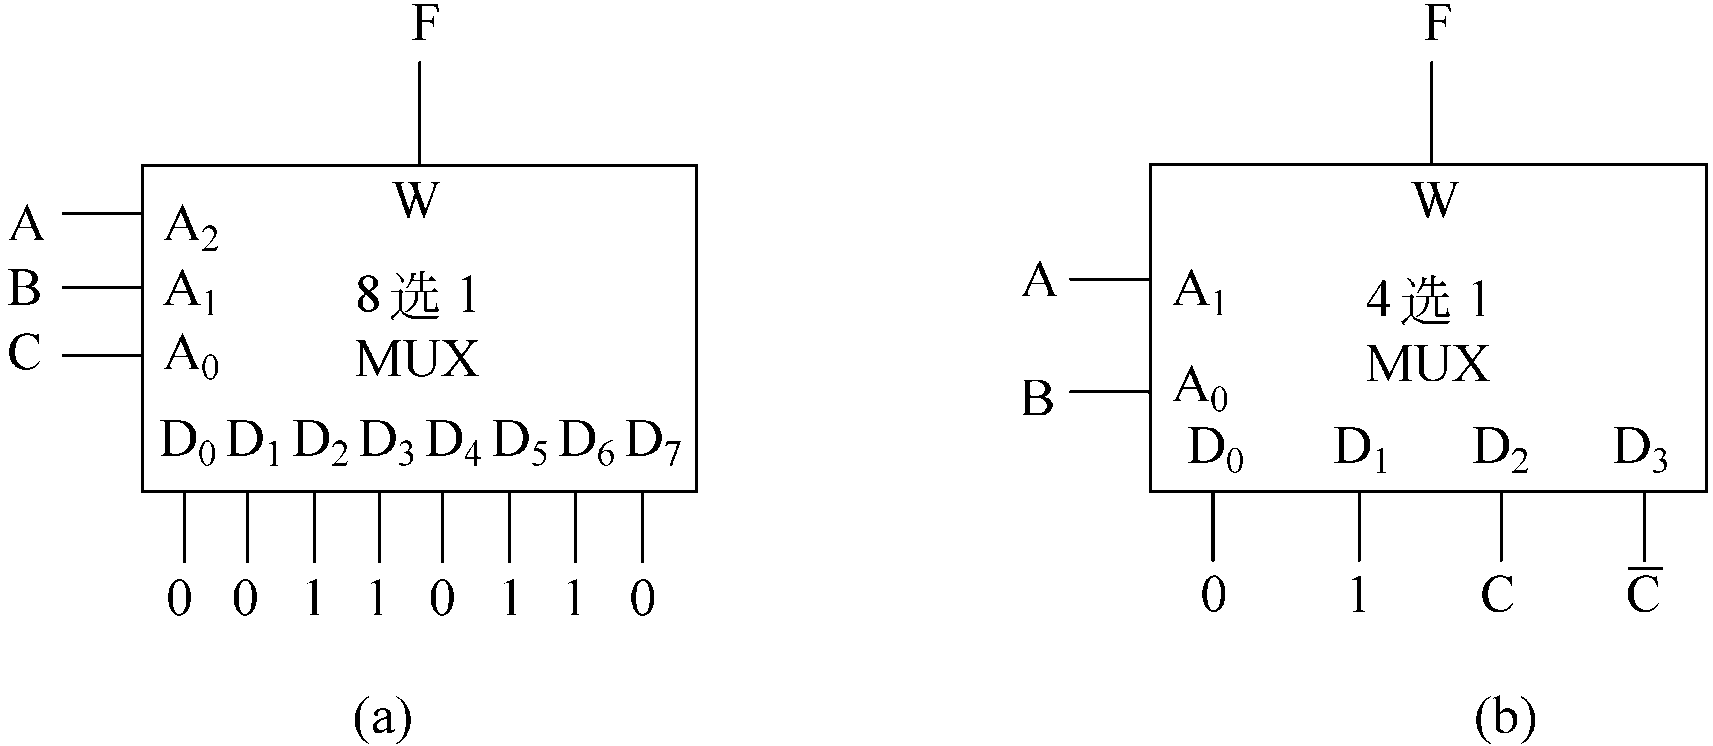 F
W
A A₂
B A₁ 8选1
C A₀ MUX
D₀ D₁ D₂ D₃ D₄ D₅ D₆ D₇
0 0 1 1 0 1 1 0
(a)
F
W
A A₁ 4选1
MUX
B A₀
D₀ D₁ D₂ D₃
0 1 C C̅
(b)